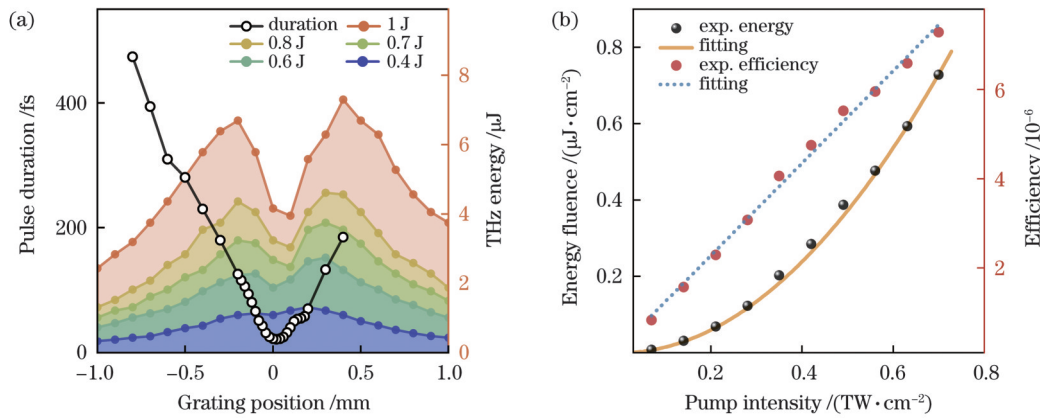 (a)
duration
1 J
0.8 J
0.7 J
0.6 J
0.4 J
Pulse duration /fs
400
200
0
THz energy /μJ
8
6
4
2
0
−1.0
−0.5
0
0.5
1.0
Grating position /mm
(b)
exp. energy
fitting
exp. efficiency
fitting
Energy fluence /(μJ·cm⁻²)
0.8
0.6
0.4
0.2
Efficiency /10⁻⁶
6
4
2
0.2
0.4
0.6
0.8
Pump intensity /(TW·cm⁻²)